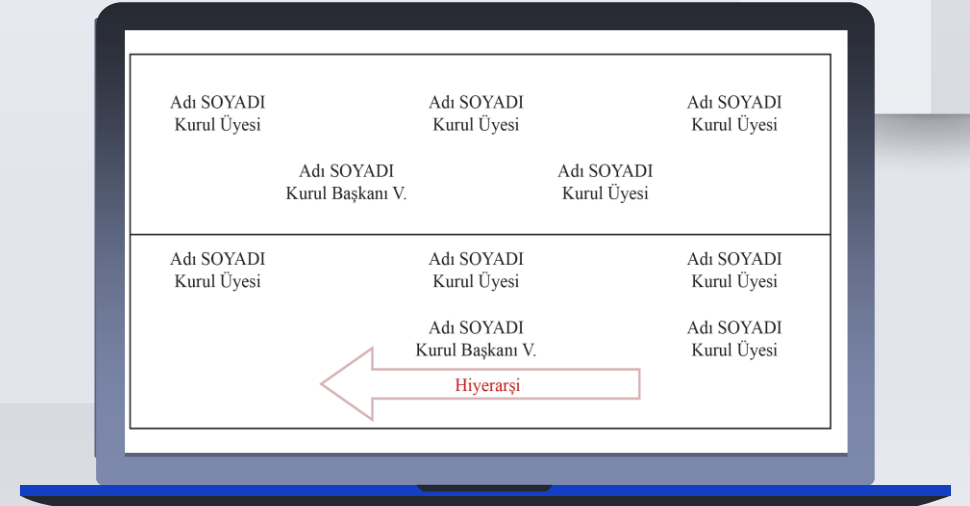 Adı SOYADI Adı SOYADI Adı SOYADI
Kurul Üyesi Kurul Üyesi Kurul Üyesi
Adı SOYADI Adı SOYADI
Kurul Başkanı V. Kurul Üyesi
Adı SOYADI Adı SOYADI Adı SOYADI
Kurul Üyesi Kurul Üyesi Kurul Üyesi
Adı SOYADI Adı SOYADI
Kurul Başkanı V. Kurul Üyesi
Hiyerarşi